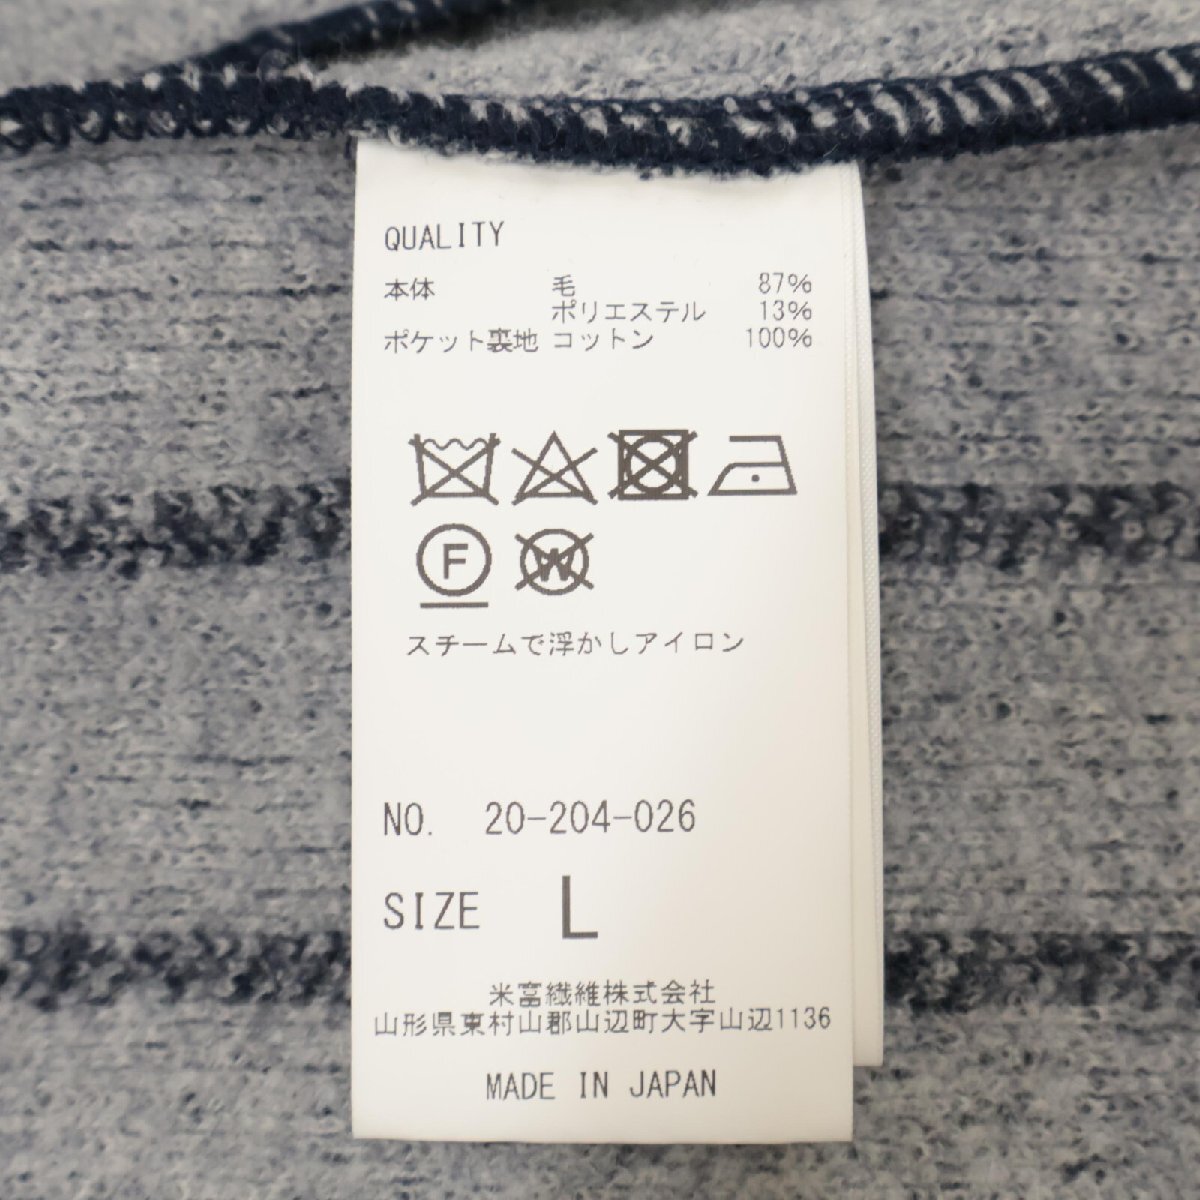 QUALITY
本体 毛 87%
ポリエステル 13%
ポケット裏地 コットン 100%
F W
スチームで浮かしアイロン
NO. 20-204-026
SIZE L
米富繊維株式会社
山形県東村山郡山辺町大字山辺1136
MADE IN JAPAN